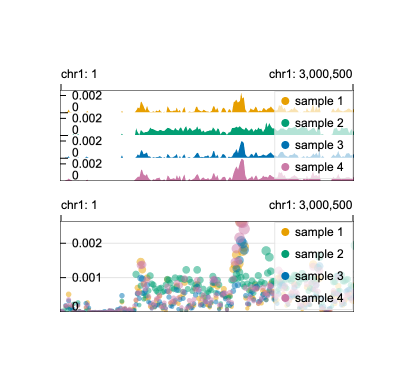 chr1: 1 chr1: 3,000,500
0.002 sample 1
0
0.002 sample 2
0
0.002 sample 3
0
0.002 sample 4
0
chr1: 1 chr1: 3,000,500
sample 1
0.002
sample 2
0.001 sample 3
sample 4
0